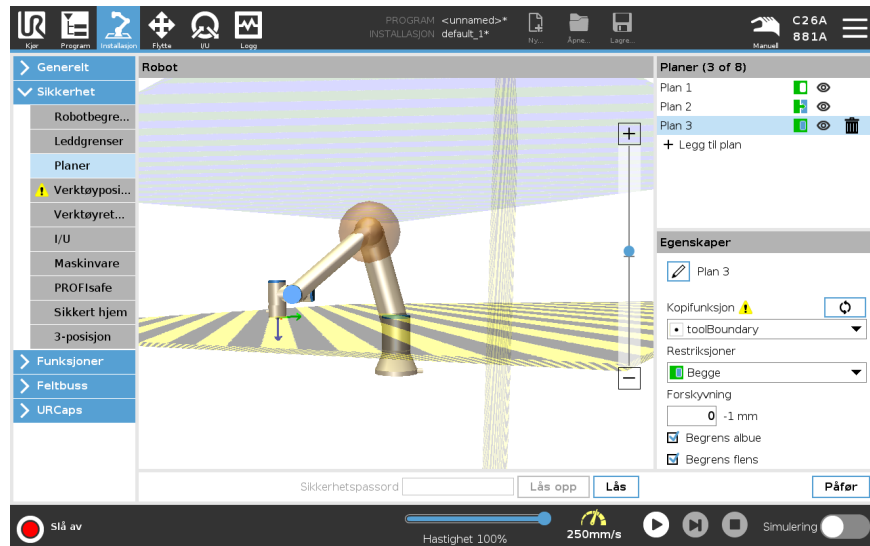 PROGRAM <unnamed>*
INSTALLASJON default_1*
Kjør Program Installasjon Flytte I/U Logg Ny... Åpne... Lagre... Manuell
C26A
881A
Generelt
Sikkerhet
Robotbegre...
Leddgrenser
Planer
Verktøyposi...
Verktøyret...
I/U
Maskinvare
PROFIsafe
Sikkert hjem
3-posisjon
Funksjoner
Feltbuss
URCaps
Robot
Planer (3 of 8)
Plan 1
Plan 2
Plan 3
+ Legg til plan
Egenskaper
Plan 3
Kopifunksjon
toolBoundary
Restriksjoner
Begge
Forskyvning
0 -1 mm
Begrens albue
Begrens flens
Sikkerhetspassord Lås opp Lås Påfør
Slå av
Hastighet 100%
250mm/s
Simulering